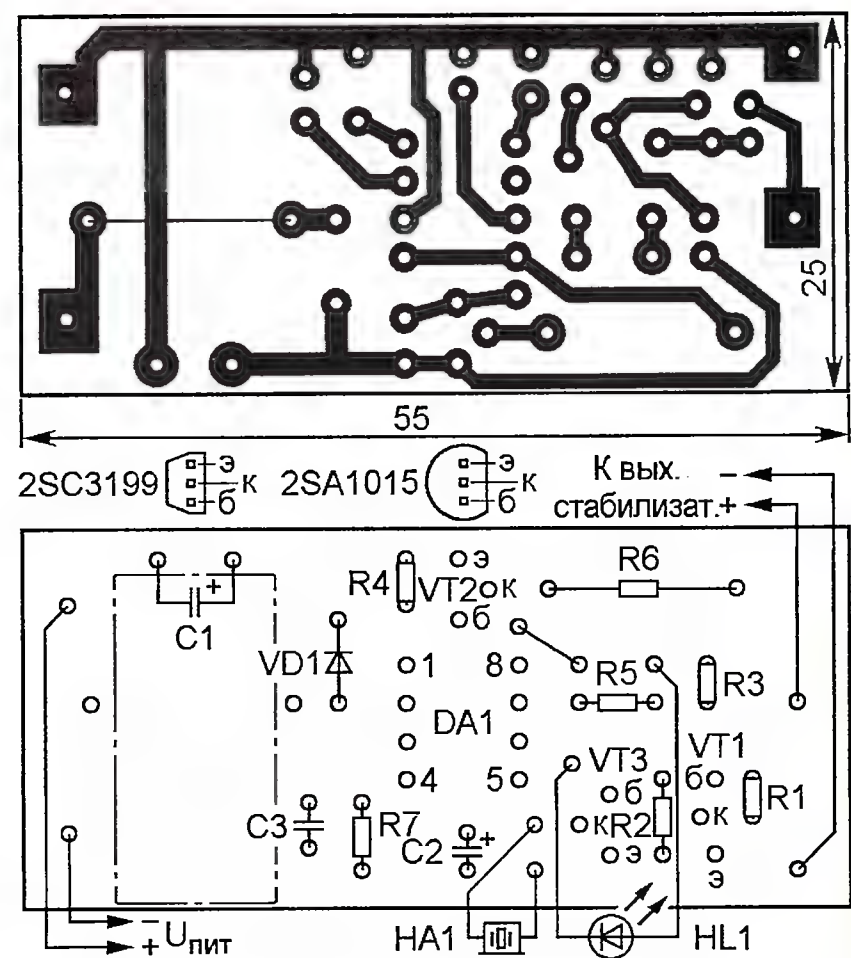 25
55
2SC3199 э к б 2SA1015 э к б К вых. −
стабилизат.+
R4 VT2 э к б R6
+ C1
VD1 1 8 R5 R3
DA1
4 5 VT3 б к э R2 VT1 б к э R1
C3 R7 C2 +
− Uпит
+
HA1 HL1